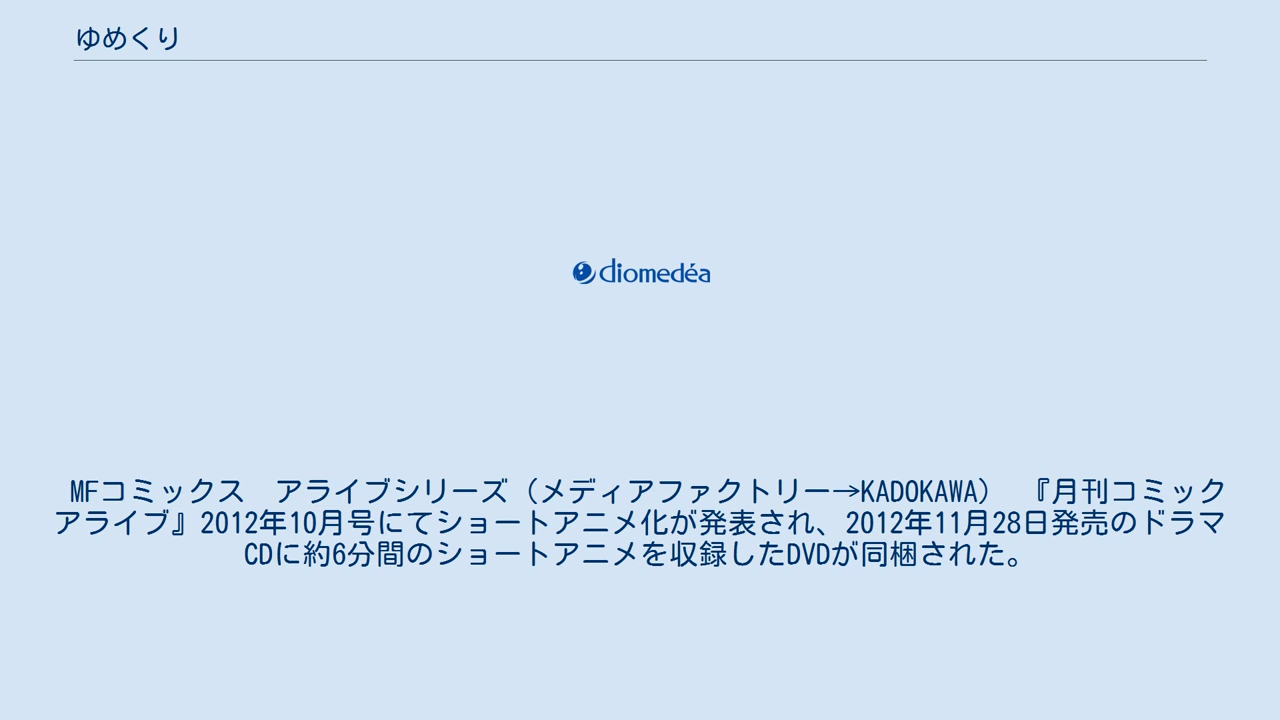 ゆめくり
diomedéa
MFコミックス　アライブシリーズ（メディアファクトリー→KADOKAWA）　『月刊コミック
アライブ』2012年10月号にてショートアニメ化が発表され、2012年11月28日発売のドラマ
CDに約6分間のショートアニメを収録したDVDが同梱された。